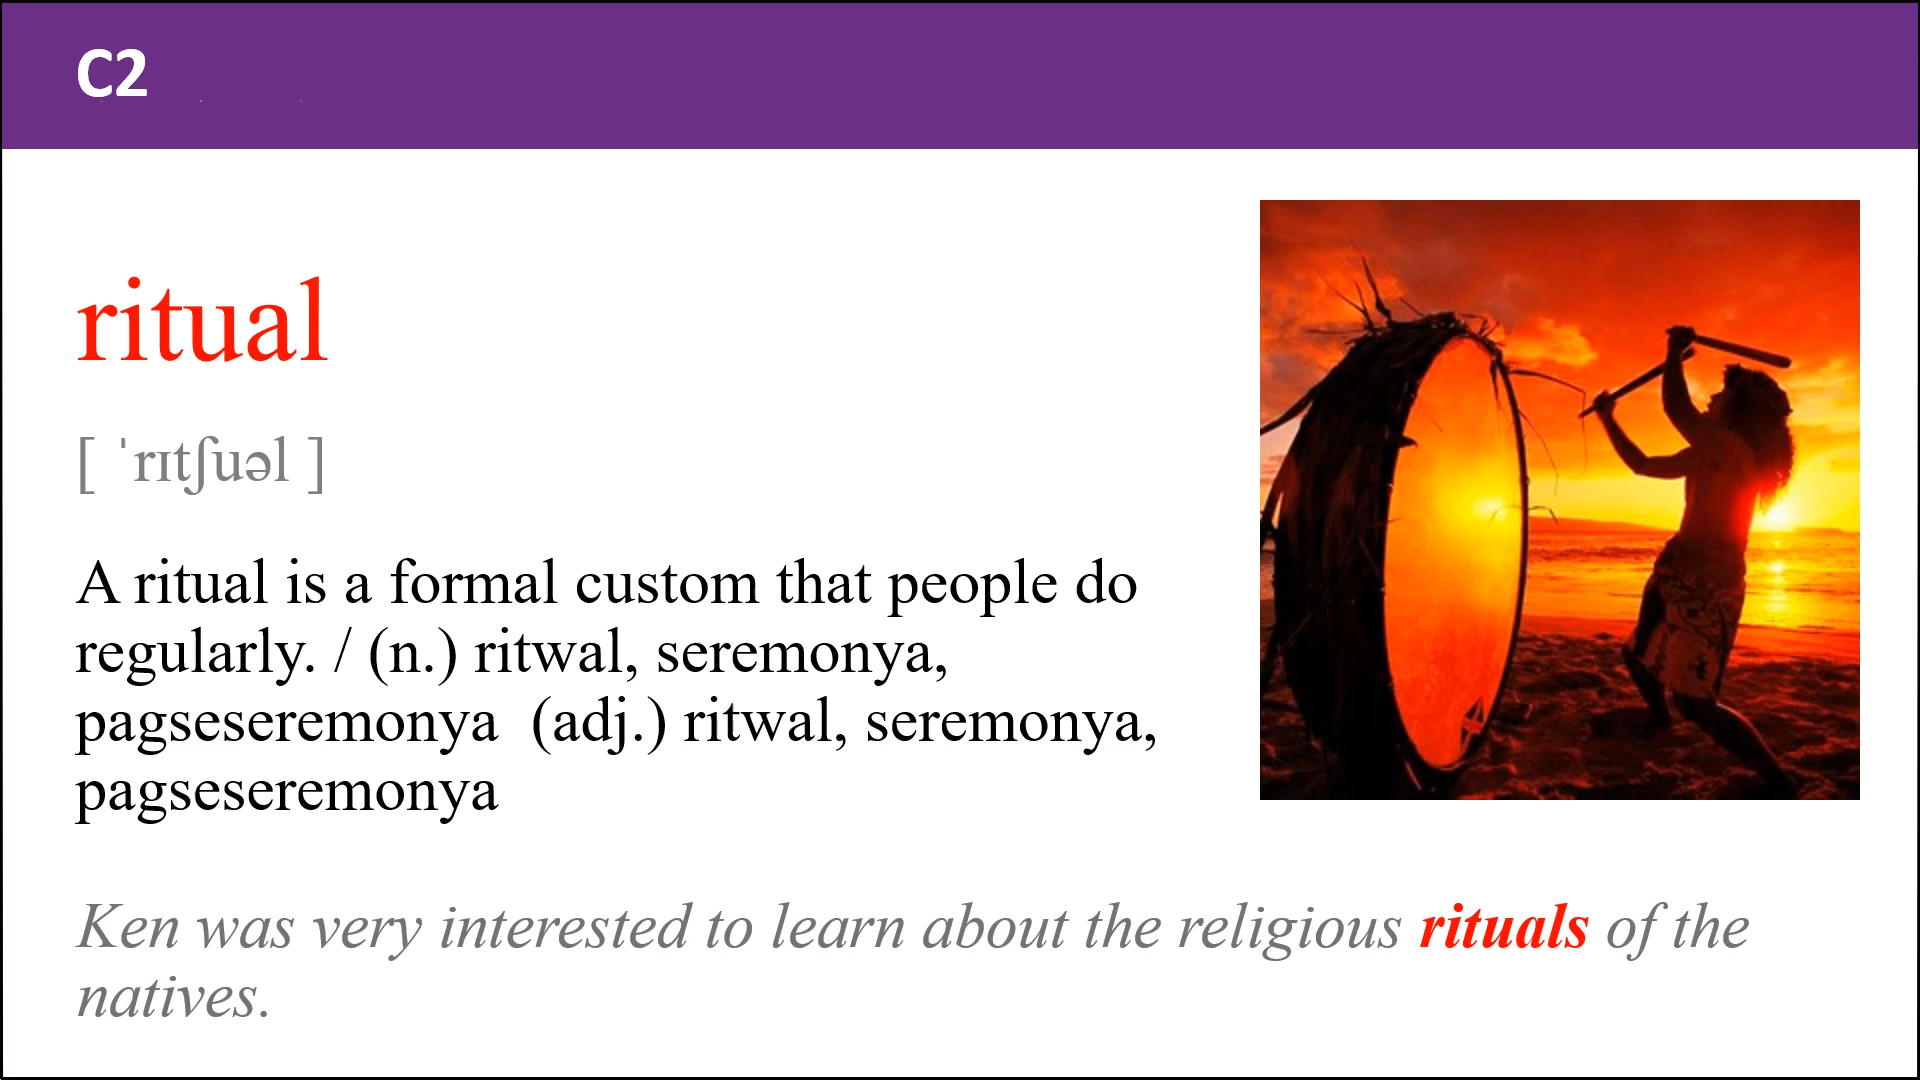 C2
ritual
[ ˈrɪtʃuəl ]
A ritual is a formal custom that people do
regularly. / (n.) ritwal, seremonya,
pagseseremonya  (adj.) ritwal, seremonya,
pagseseremonya
Ken was very interested to learn about the religious rituals of the
natives.